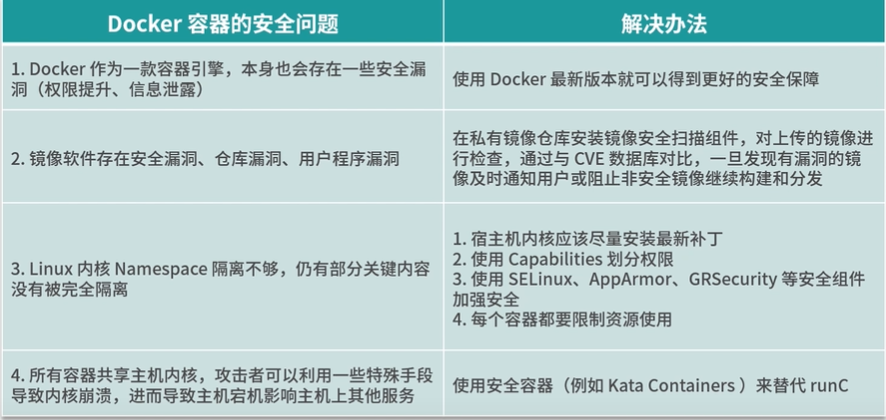 Docker 容器的安全问题
解决办法
1. Docker 作为一款容器引擎，本身也会存在一些安全漏
洞（权限提升、信息泄露）
使用 Docker 最新版本就可以得到更好的安全保障
2. 镜像软件存在安全漏洞、仓库漏洞、用户程序漏洞
在私有镜像仓库安装镜像安全扫描组件，对上传的镜像进
行检查，通过与 CVE 数据库对比，一旦发现有漏洞的镜
像及时通知用户或阻止非安全镜像继续构建和分发
3. Linux 内核 Namespace 隔离不够，仍有部分关键内容
没有被完全隔离
1. 宿主机内核应该尽量安装最新补丁
2. 使用 Capabilities 划分权限
3. 使用 SELinux、AppArmor、GRSecurity 等安全组件
加强安全
4. 每个容器都要限制资源使用
4. 所有容器共享主机内核，攻击者可以利用一些特殊手段
导致内核崩溃，进而导致主机宕机影响主机上其他服务
使用安全容器（例如 Kata Containers ）来替代 runC